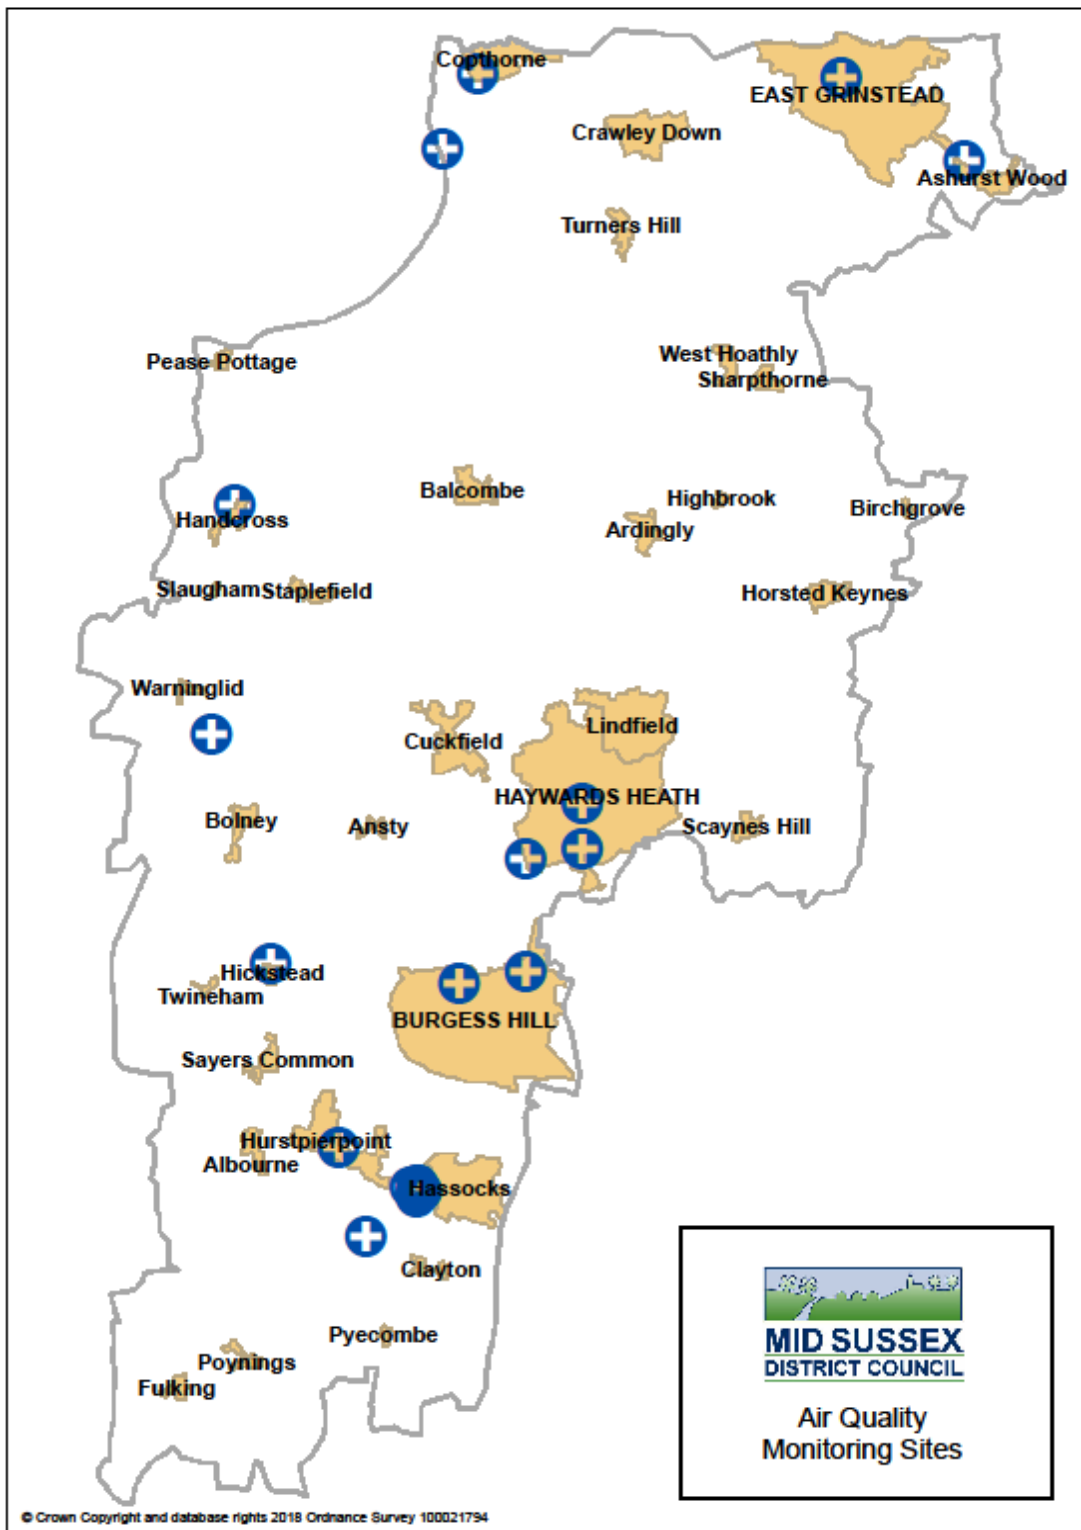 Copthorne
EAST GRINSTEAD
Crawley Down
Ashurst Wood
Turners Hill
Pease Pottage
West Hoathly
Sharpthorne
Balcombe
Highbrook
Birchgrove
Handcross
Ardingly
Slaugham
Staplefield
Horsted Keynes
Warninglid
Lindfield
Cuckfield
HAYWARDS HEATH
Bolney
Ansty
Scaynes Hill
Hickstead
Twineham
BURGESS HILL
Sayers Common
Hurstpierpoint
Albourne
Hassocks
Clayton
Pyecombe
Poynings
Fulking
MID SUSSEX
DISTRICT COUNCIL
Air Quality
Monitoring Sites
© Crown Copyright and database rights 2018 Ordnance Survey 100021794